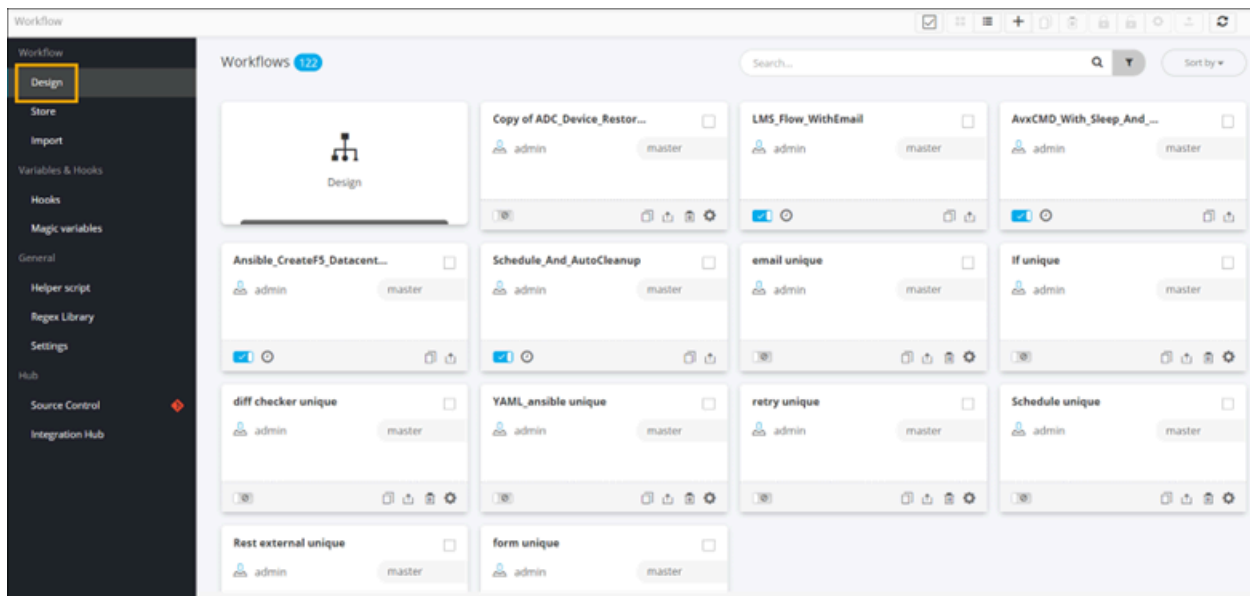 Workflow
Workflow
Design
Store
Import
Variables & Hooks
Hooks
Magic variables
General
Helper script
Regex Library
Settings
Hub
Source Control
Integration Hub
Workflows 122
Search...
Sort by
Design
Copy of ADC_Device_Restor...
admin master
LMS_Flow_WithEmail
admin master
AvxCMD_With_Sleep_And_...
admin master
Ansible_CreateF5_Datacent...
admin master
Schedule_And_AutoCleanup
admin master
email unique
admin master
If unique
admin master
diff checker unique
admin master
YAML_ansible unique
admin master
retry unique
admin master
Schedule unique
admin master
Rest external unique
admin master
form unique
admin master